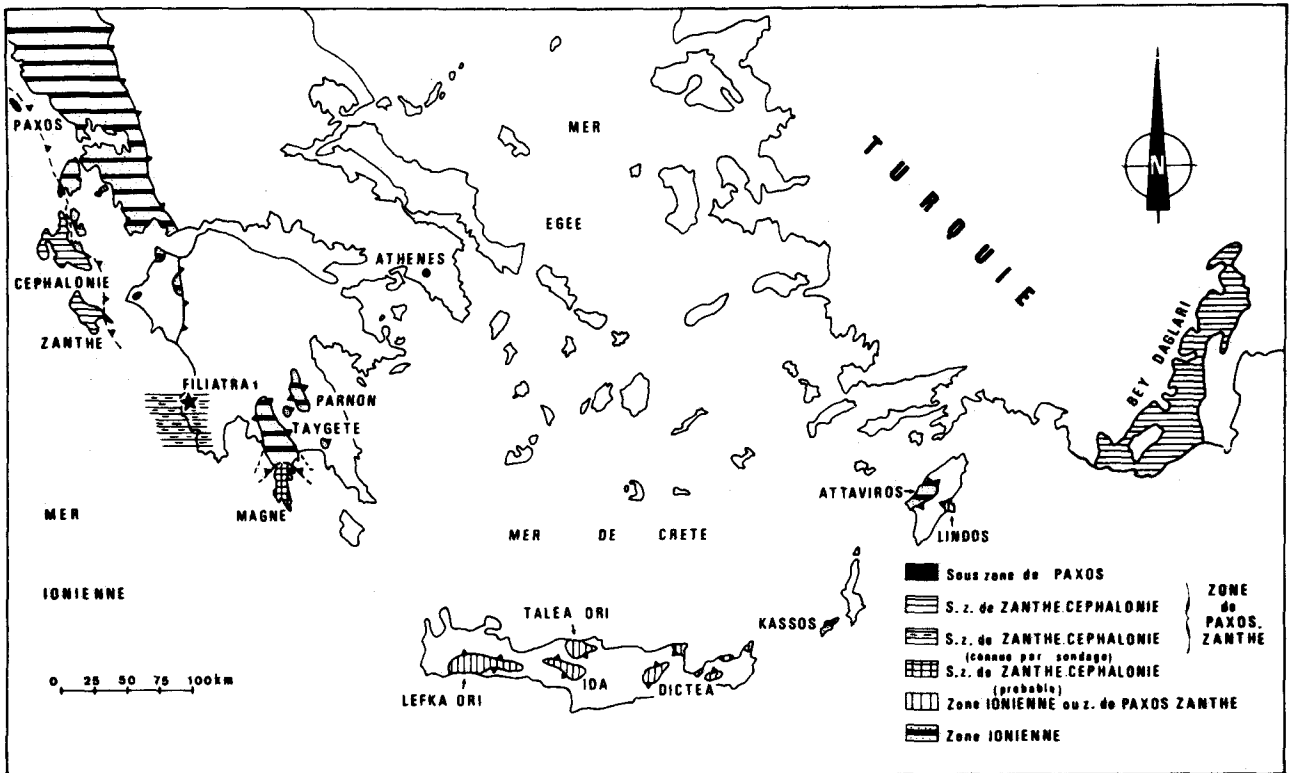 PAXOS
CEPHALONIE
ZANTHE
FILIATRA 1
PARNON
TAYGETE
MAGNE
ATHENES
MER
EGEE
TURQUIE
N
BEY DAGLARI
ATTAVIROS
LINDOS
KASSOS
MER
IONIENNE
MER DE CRETE
TALEA ORI
LEFKA ORI
IDA
DICTEA
0 25 50 75 100km
Sous zone de PAXOS
S. z. de ZANTHE.CEPHALONIE
S. z. de ZANTHE.CEPHALONIE
(connue par sondage)
S. z. de ZANTHE.CEPHALONIE
(probable)
Zone IONIENNE ou z. de PAXOS ZANTHE
Zone IONIENNE
ZONE
de
PAXOS.
ZANTHE